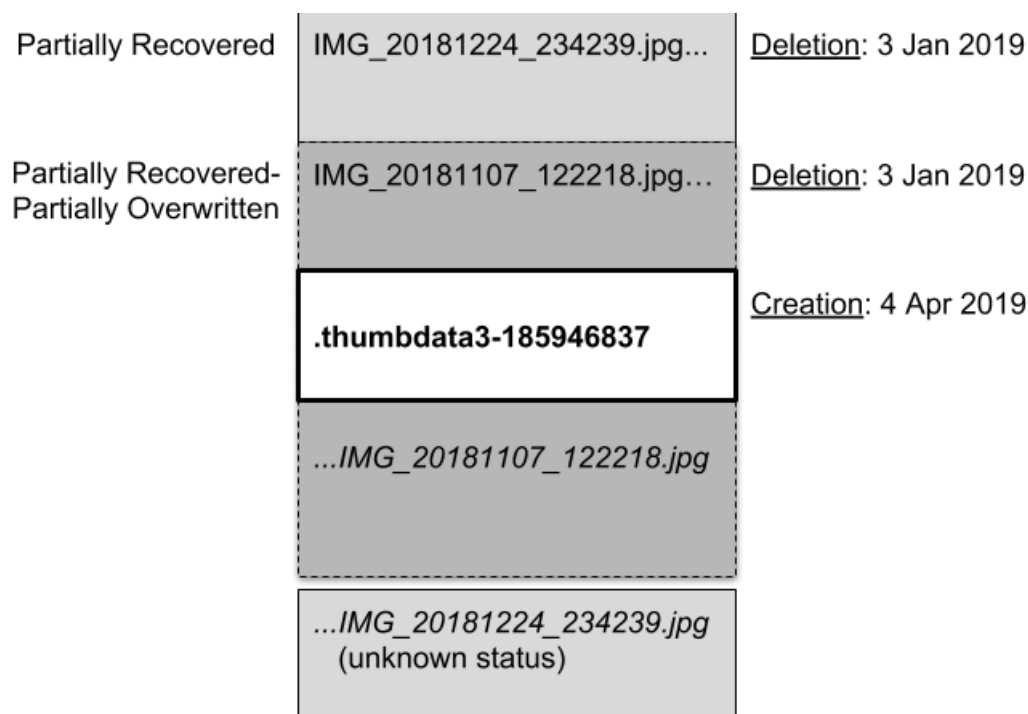 Partially Recovered
IMG_20181224_234239.jpg...
Deletion: 3 Jan 2019
Partially Recovered-
Partially Overwritten
IMG_20181107_122218.jpg…
Deletion: 3 Jan 2019
.thumbdata3-185946837
Creation: 4 Apr 2019
...IMG_20181107_122218.jpg
...IMG_20181224_234239.jpg
(unknown status)